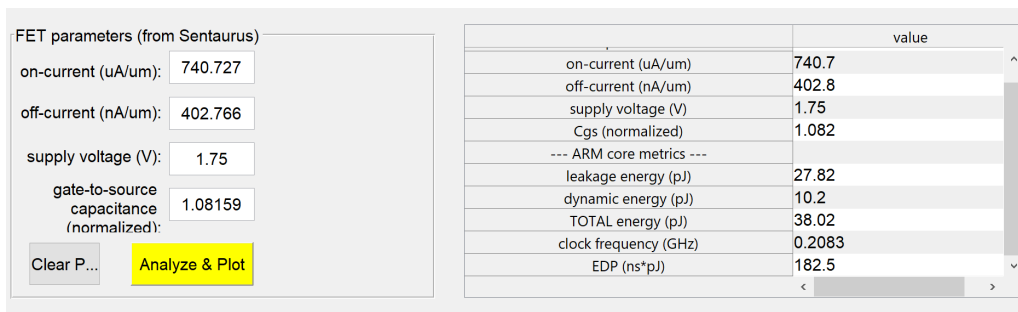 FET parameters (from Sentaurus)
on-current (uA/um): 740.727
off-current (nA/um): 402.766
supply voltage (V): 1.75
gate-to-source
capacitance 1.08159
(normalized):
Clear P... Analyze & Plot
value
on-current (uA/um) 740.7
off-current (nA/um) 402.8
supply voltage (V) 1.75
Cgs (normalized) 1.082
--- ARM core metrics ---
leakage energy (pJ) 27.82
dynamic energy (pJ) 10.2
TOTAL energy (pJ) 38.02
clock frequency (GHz) 0.2083
EDP (ns*pJ) 182.5